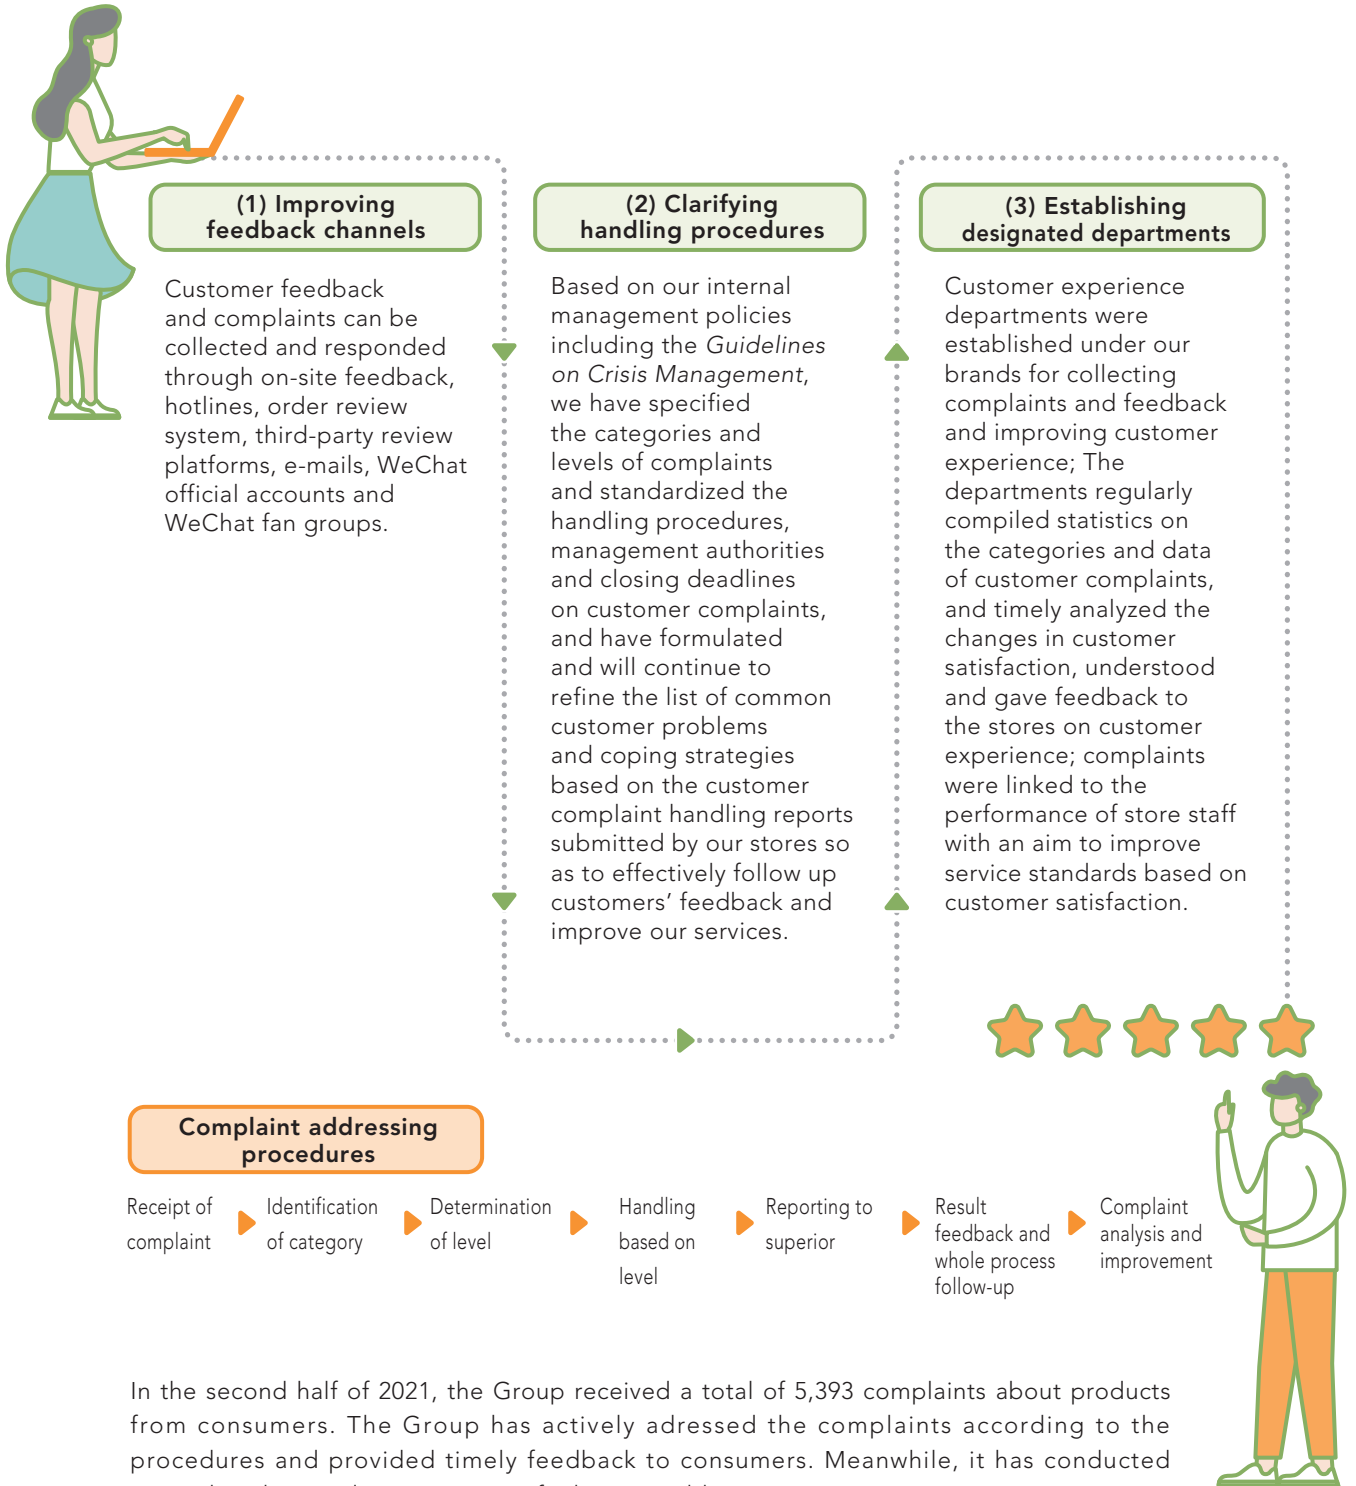 (1) Improving
feedback channels
Customer feedback
and complaints can be
collected and responded
through on-site feedback,
hotlines, order review
system, third-party review
platforms, e-mails, WeChat
official accounts and
WeChat fan groups.
(2) Clarifying
handling procedures
Based on our internal
management policies
including the Guidelines
on Crisis Management,
we have specified
the categories and
levels of complaints
and standardized the
handling procedures,
management authorities
and closing deadlines
on customer complaints,
and have formulated
and will continue to
refine the list of common
customer problems
and coping strategies
based on the customer
complaint handling reports
submitted by our stores so
as to effectively follow up
customers’ feedback and
improve our services.
(3) Establishing
designated departments
Customer experience
departments were
established under our
brands for collecting
complaints and feedback
and improving customer
experience; The
departments regularly
compiled statistics on
the categories and data
of customer complaints,
and timely analyzed the
changes in customer
satisfaction, understood
and gave feedback to
the stores on customer
experience; complaints
were linked to the
performance of store staff
with an aim to improve
service standards based on
customer satisfaction.
Complaint addressing
procedures
Receipt of
complaint
Identification
of category
Determination
of level
Handling
based on
level
Reporting to
superior
Result
feedback and
whole process
follow-up
Complaint
analysis and
improvement
In the second half of 2021, the Group received a total of 5,393 complaints about products
from consumers. The Group has actively adressed the complaints according to the
procedures and provided timely feedback to consumers. Meanwhile, it has conducted